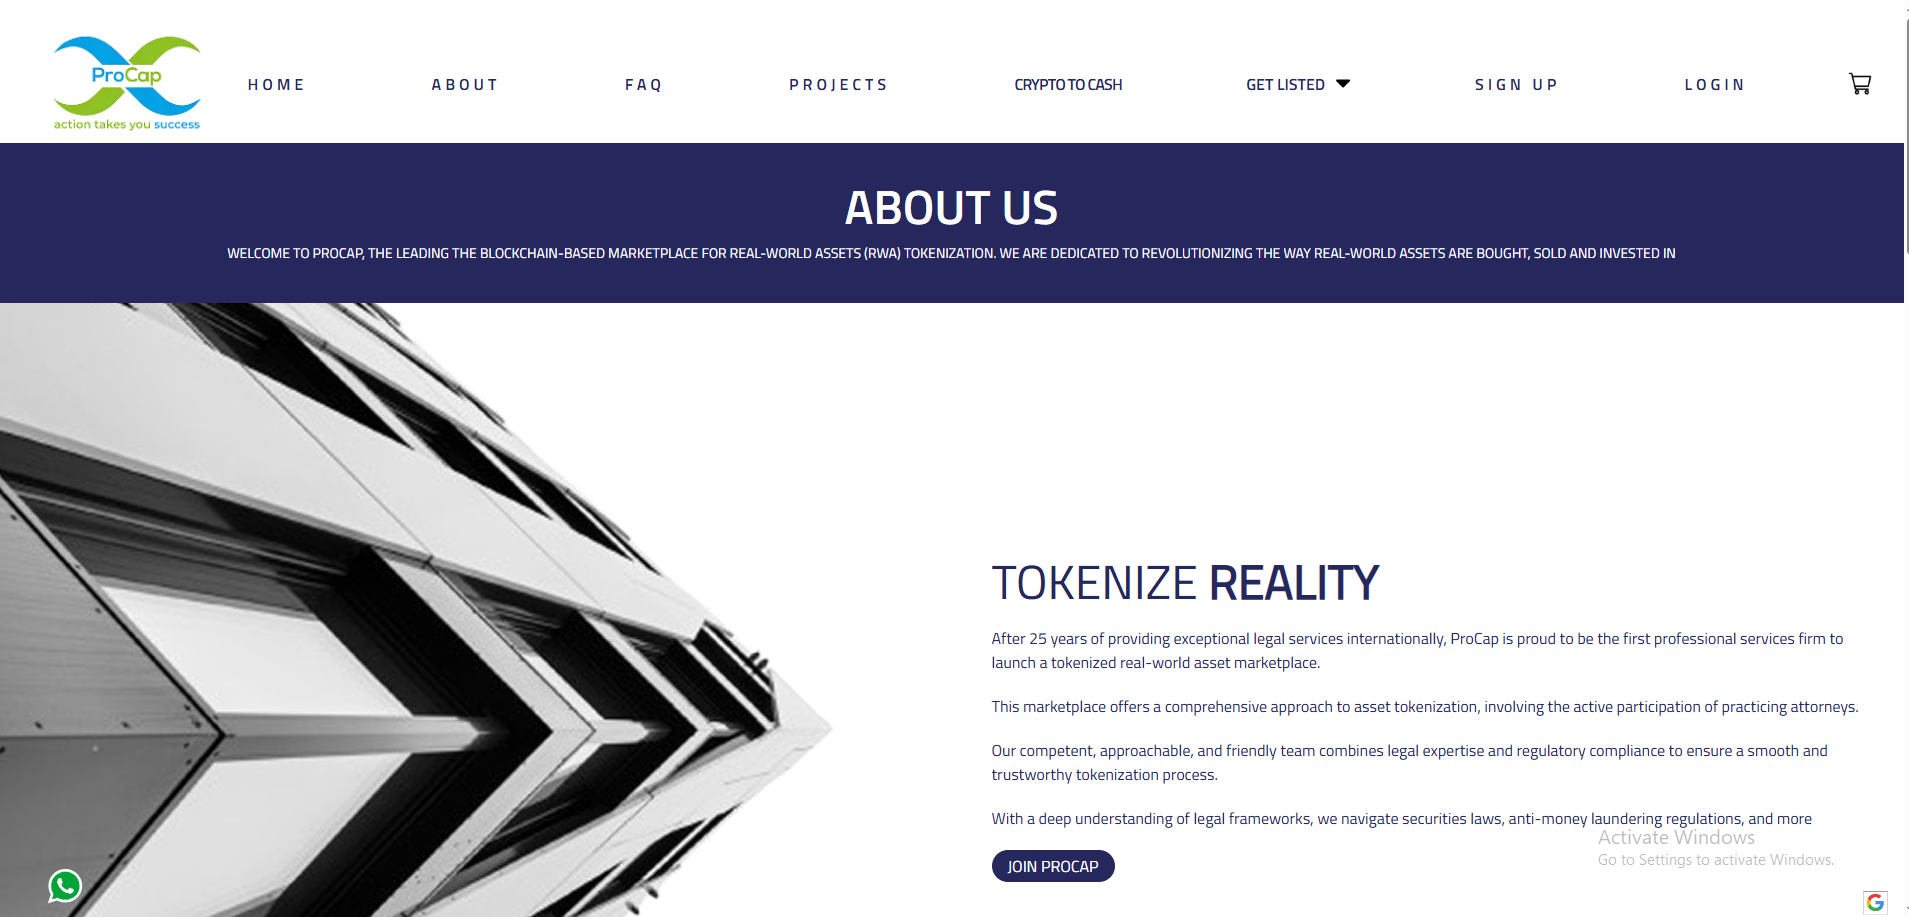 ProCap
action takes you success
HOME
ABOUT
FAQ
PROJECTS
CRYPTO TO CASH
GET LISTED
SIGN UP
LOGIN
ABOUT US
WELCOME TO PROCAP, THE LEADING THE BLOCKCHAIN-BASED MARKETPLACE FOR REAL-WORLD ASSETS (RWA) TOKENIZATION. WE ARE DEDICATED TO REVOLUTIONIZING THE WAY REAL-WORLD ASSETS ARE BOUGHT, SOLD AND INVESTED IN
TOKENIZE REALITY
After 25 years of providing exceptional legal services internationally, ProCap is proud to be the first professional services firm to
launch a tokenized real-world asset marketplace.
This marketplace offers a comprehensive approach to asset tokenization, involving the active participation of practicing attorneys.
Our competent, approachable, and friendly team combines legal expertise and regulatory compliance to ensure a smooth and
trustworthy tokenization process.
With a deep understanding of legal frameworks, we navigate securities laws, anti-money laundering regulations, and more
JOIN PROCAP
Activate Windows
Go to Settings to activate Windows.